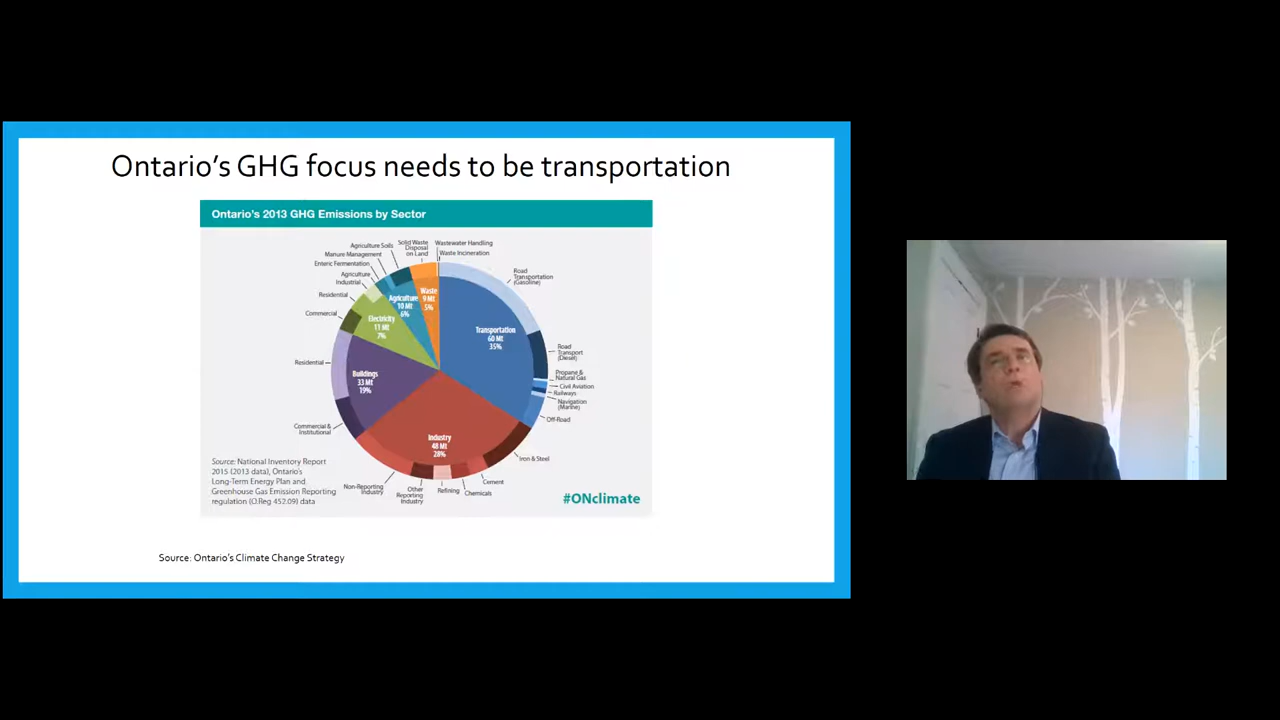 Ontario's GHG focus needs to be transportation
Ontario's 2013 GHG Emissions by Sector
Wastewater Handling
Waste Incineration
Solid Waste
Disposal
on Land
Agriculture Soils
Manure Management
Enteric Fermentation
Agriculture
Industrial
Residential
Commercial
Residential
Commercial &
Institutional
Road
Transportation
(Gasoline)
Road
Transport
(Diesel)
Propane &
Natural Gas
Civil Aviation
Railways
Navigation
(Marine)
Off-Road
Iron & Steel
Cement
Chemicals
Refining
Other
Reporting
Industry
Non-Reporting
Industry
Waste
9 Mt
5%
Agriculture
10 Mt
6%
Electricity
11 Mt
7%
Buildings
33 Mt
19%
Transportation
60 Mt
35%
Industry
48 Mt
28%
Source: National Inventory Report
2015 (2013 data), Ontario's
Long-Term Energy Plan and
Greenhouse Gas Emission Reporting
regulation (O.Reg 452.09) data
#ONclimate
Source: Ontario's Climate Change Strategy